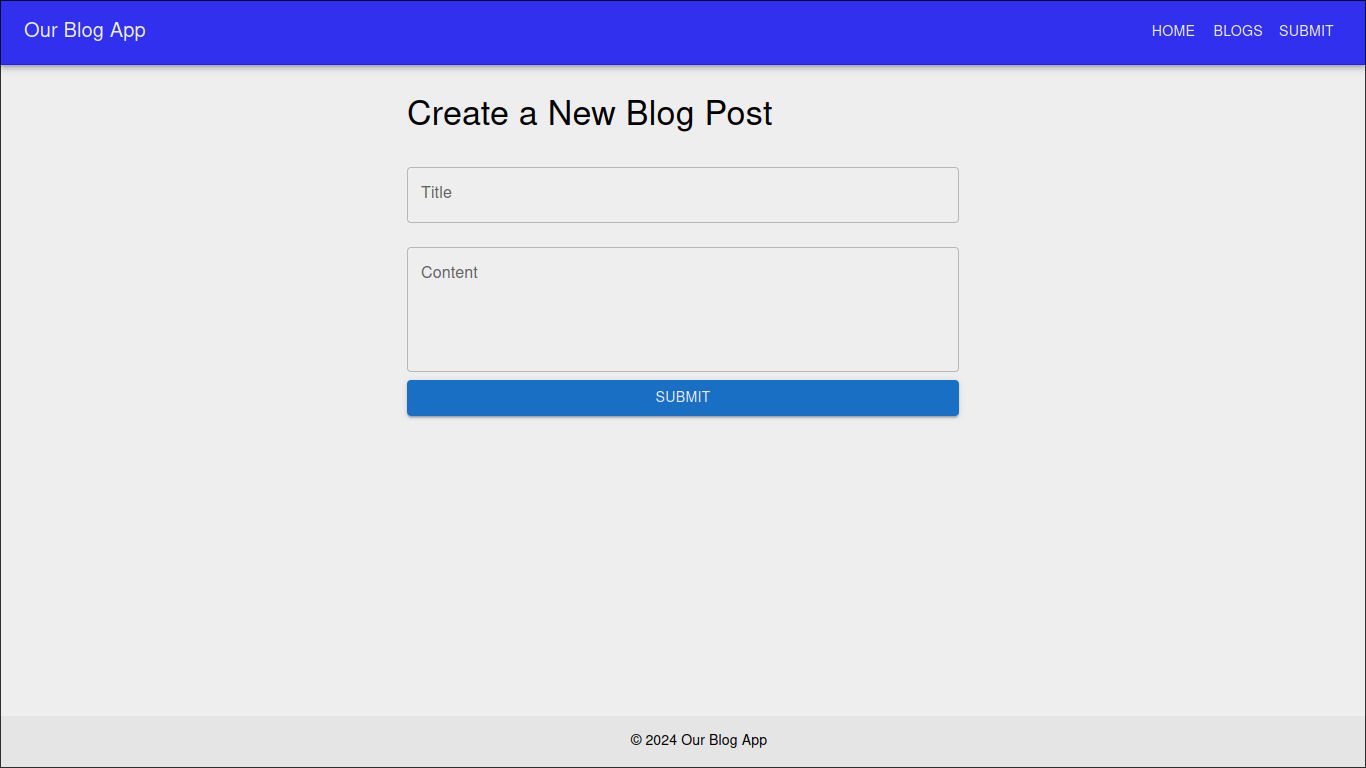 Our Blog App
HOME BLOGS SUBMIT
Create a New Blog Post
Title
Content
SUBMIT
© 2024 Our Blog App